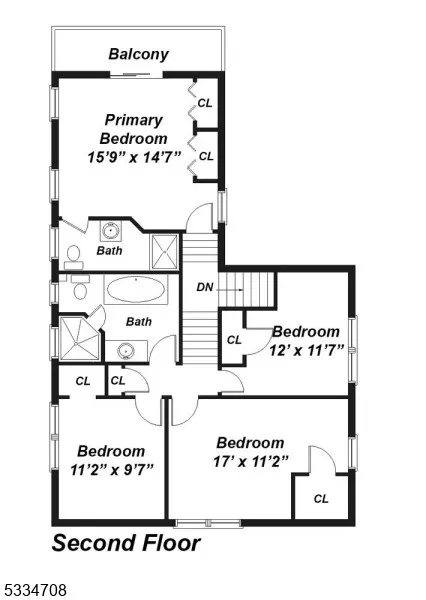 Balcony
CL
Primary
Bedroom
15'9" x 14'7"
CL
Bath
DN
Bath
CL
Bedroom
12' x 11'7"
CL
CL
Bedroom
11'2" x 9'7"
Bedroom
17' x 11'2"
CL
Second Floor
5334708